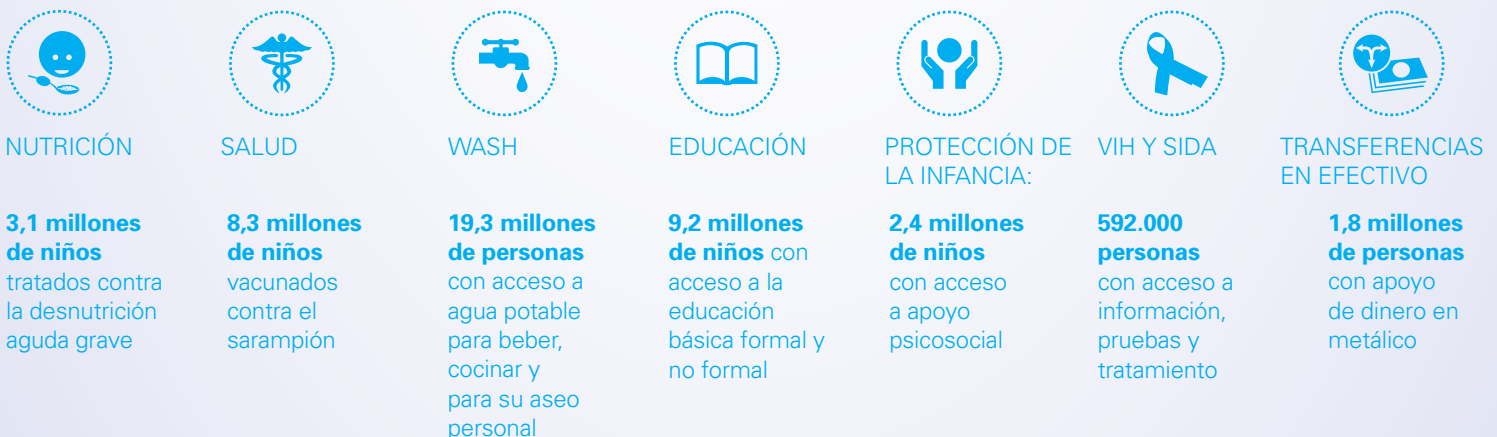 NUTRICIÓN
3,1 millones
de niños
tratados contra
la desnutrición
aguda grave
SALUD
8,3 millones
de niños
vacunados
contra el
sarampión
WASH
19,3 millones
de personas
con acceso a
agua potable
para beber,
cocinar y
para su aseo
personal
EDUCACIÓN
9,2 millones
de niños con
acceso a la
educación
básica formal y
no formal
PROTECCIÓN DE
LA INFANCIA:
2,4 millones
de niños
con acceso
a apoyo
psicosocial
VIH Y SIDA
592.000
personas
con acceso a
información,
pruebas y
tratamiento
TRANSFERENCIAS
EN EFECTIVO
1,8 millones
de personas
con apoyo
de dinero en
metálico